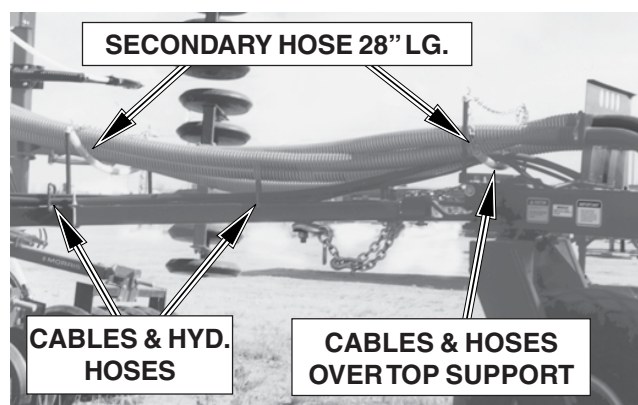 SECONDARY HOSE 28” LG.
CABLES & HYD.
HOSES
CABLES & HOSES
OVER TOP SUPPORT